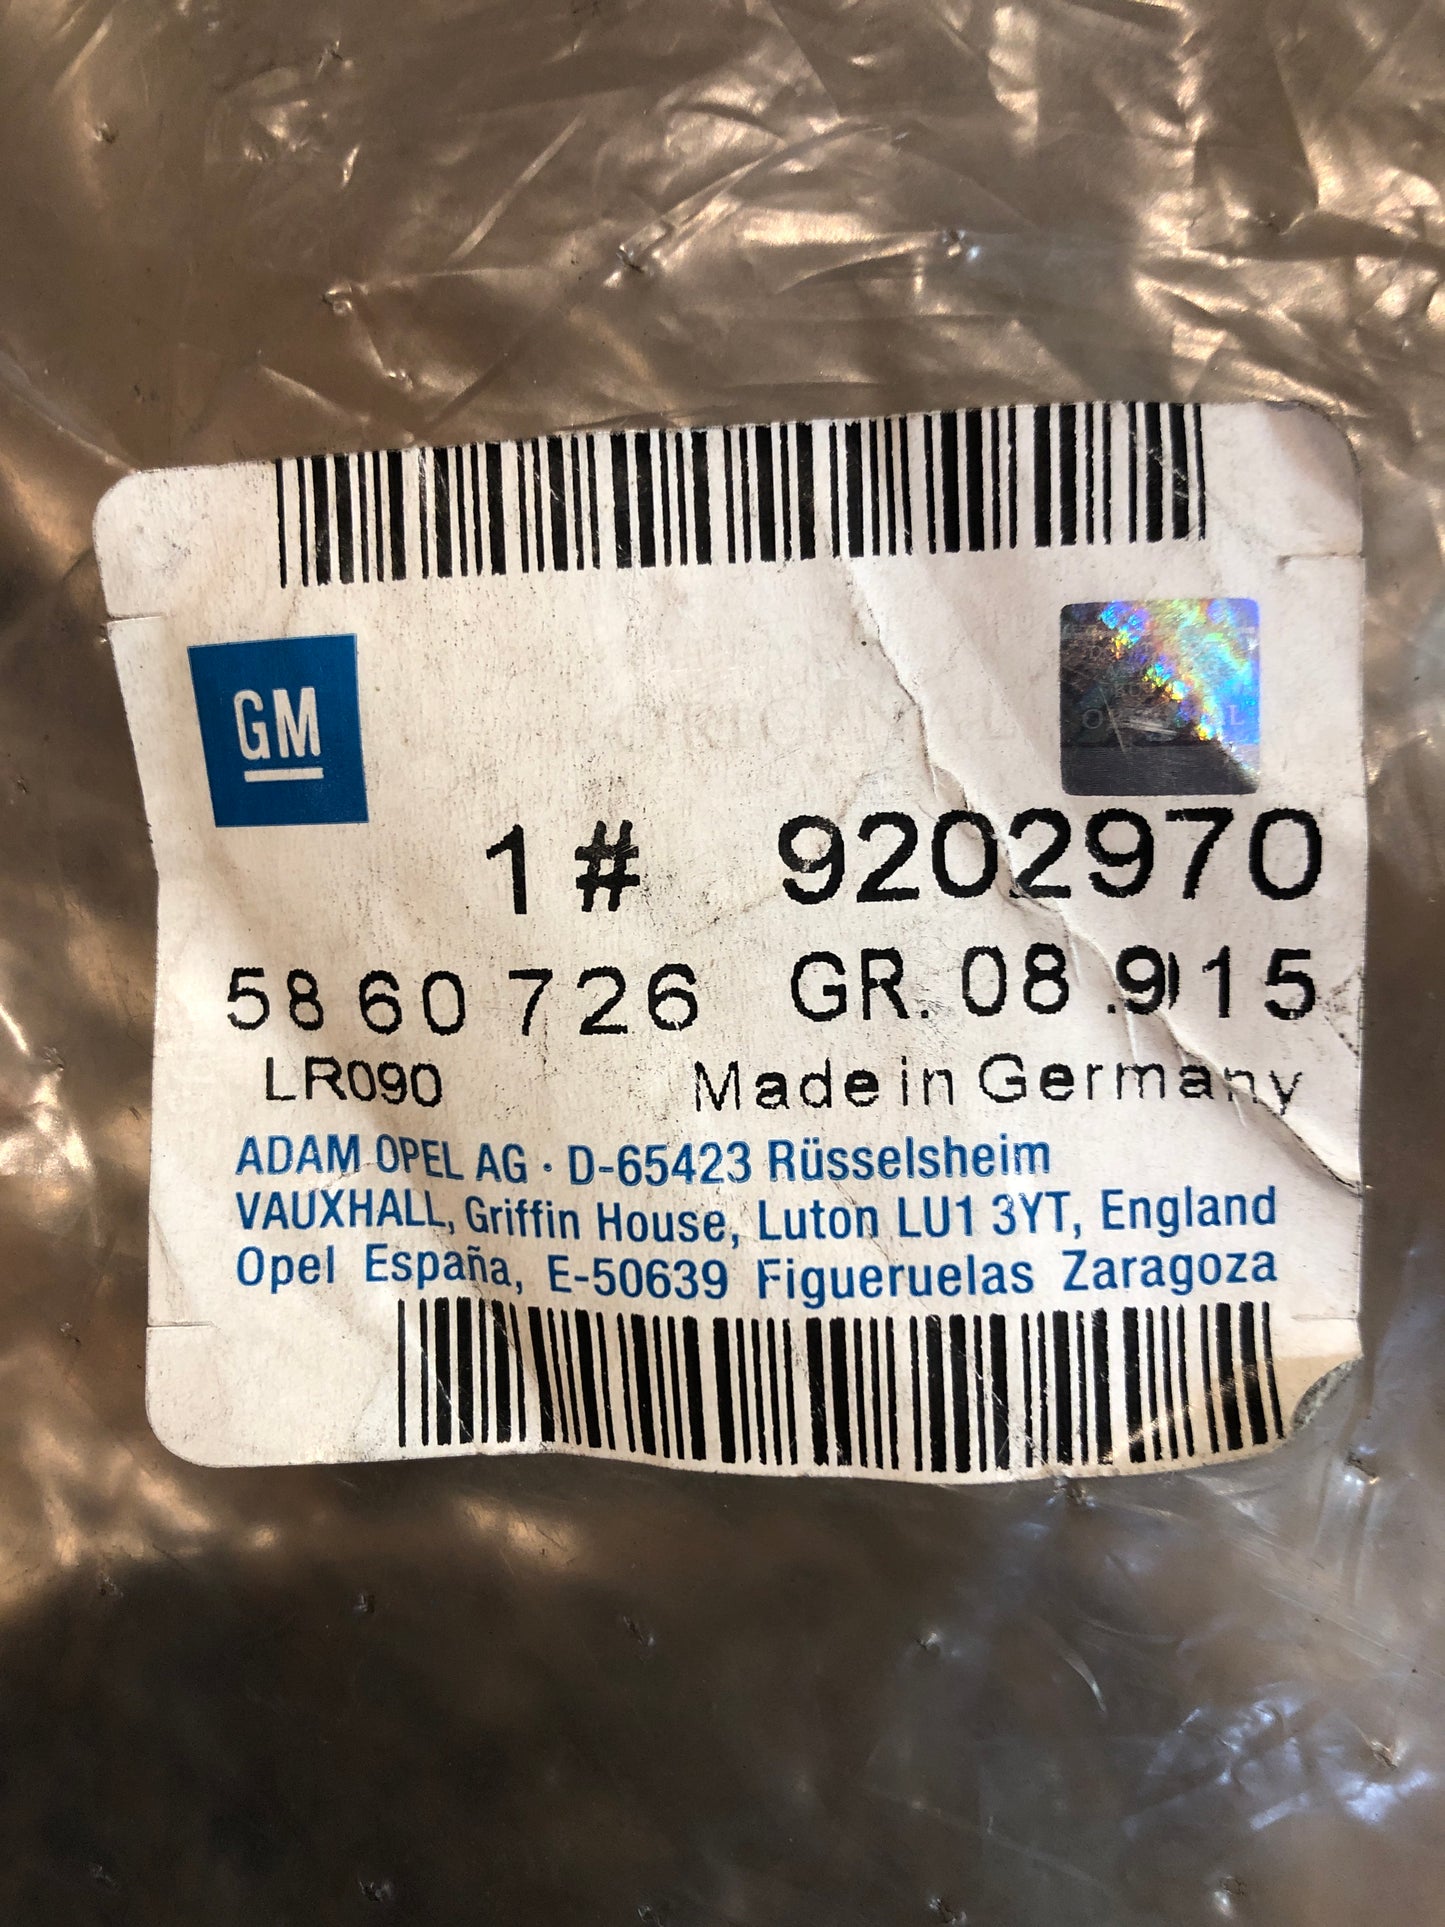 GM
ORIGINAL
1 # 9202970
58 60 726 GR. 08.915
LR090 Made in Germany
ADAM OPEL AG · D-65423 Rüsselsheim
VAUXHALL, Griffin House, Luton LU1 3YT, England
Opel España, E-50639 Figueruelas Zaragoza